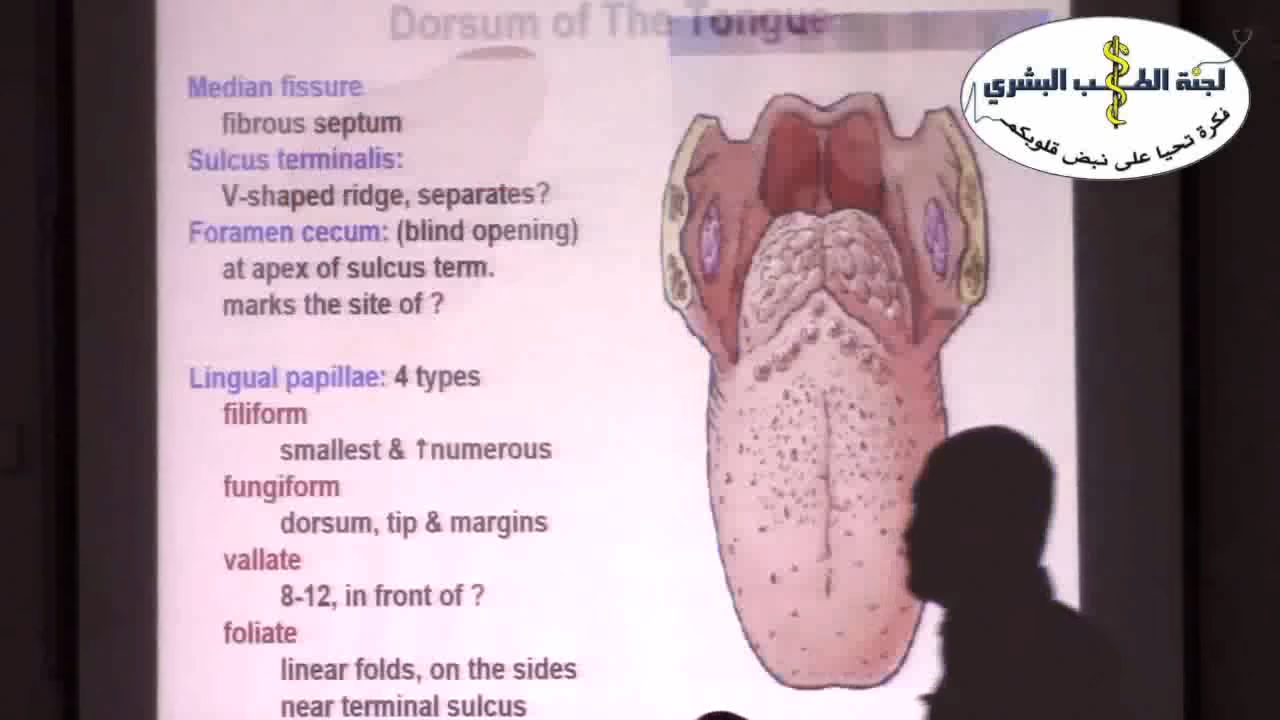 Dorsum of The Tongue
لجنة الطب البشري
فكرة تحيا على نبض قلوبكم
Median fissure
fibrous septum
Sulcus terminalis:
V-shaped ridge, separates?
Foramen cecum: (blind opening)
at apex of sulcus term.
marks the site of ?
Lingual papillae: 4 types
filiform
smallest & ↑numerous
fungiform
dorsum, tip & margins
vallate
8-12, in front of ?
foliate
linear folds, on the sides
near terminal sulcus